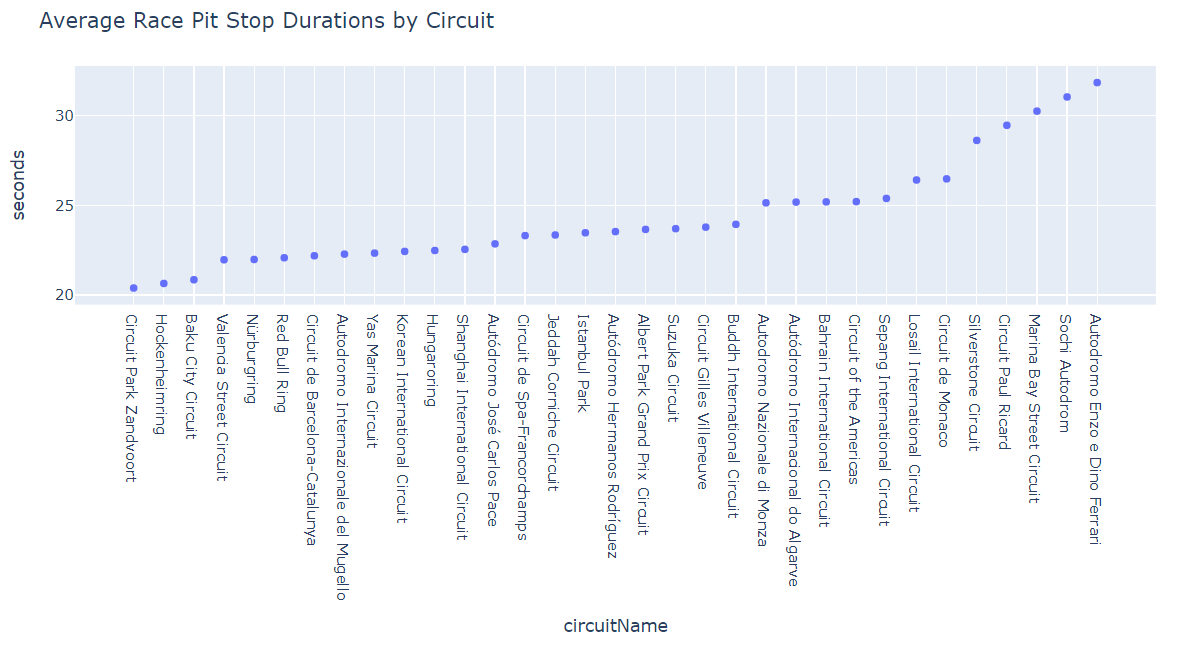 Average Race Pit Stop Durations by Circuit
seconds
30
25
20
Circuit Park Zandvoort
Hockenheimring
Baku City Circuit
Valencia Street Circuit
Nürburgring
Red Bull Ring
Circuit de Barcelona-Catalunya
Autodromo Internazionale del Mugello
Yas Marina Circuit
Korean International Circuit
Hungaroring
Shanghai International Circuit
Autódromo José Carlos Pace
Circuit de Spa-Francorchamps
Jeddah Corniche Circuit
Istanbul Park
Autódromo Hermanos Rodríguez
Albert Park Grand Prix Circuit
Suzuka Circuit
Circuit Gilles Villeneuve
Buddh International Circuit
Autodromo Nazionale di Monza
Autódromo Internacional do Algarve
Bahrain International Circuit
Circuit of the Americas
Sepang International Circuit
Losail International Circuit
Circuit de Monaco
Silverstone Circuit
Circuit Paul Ricard
Marina Bay Street Circuit
Sochi Autodrom
Autodromo Enzo e Dino Ferrari
circuitName